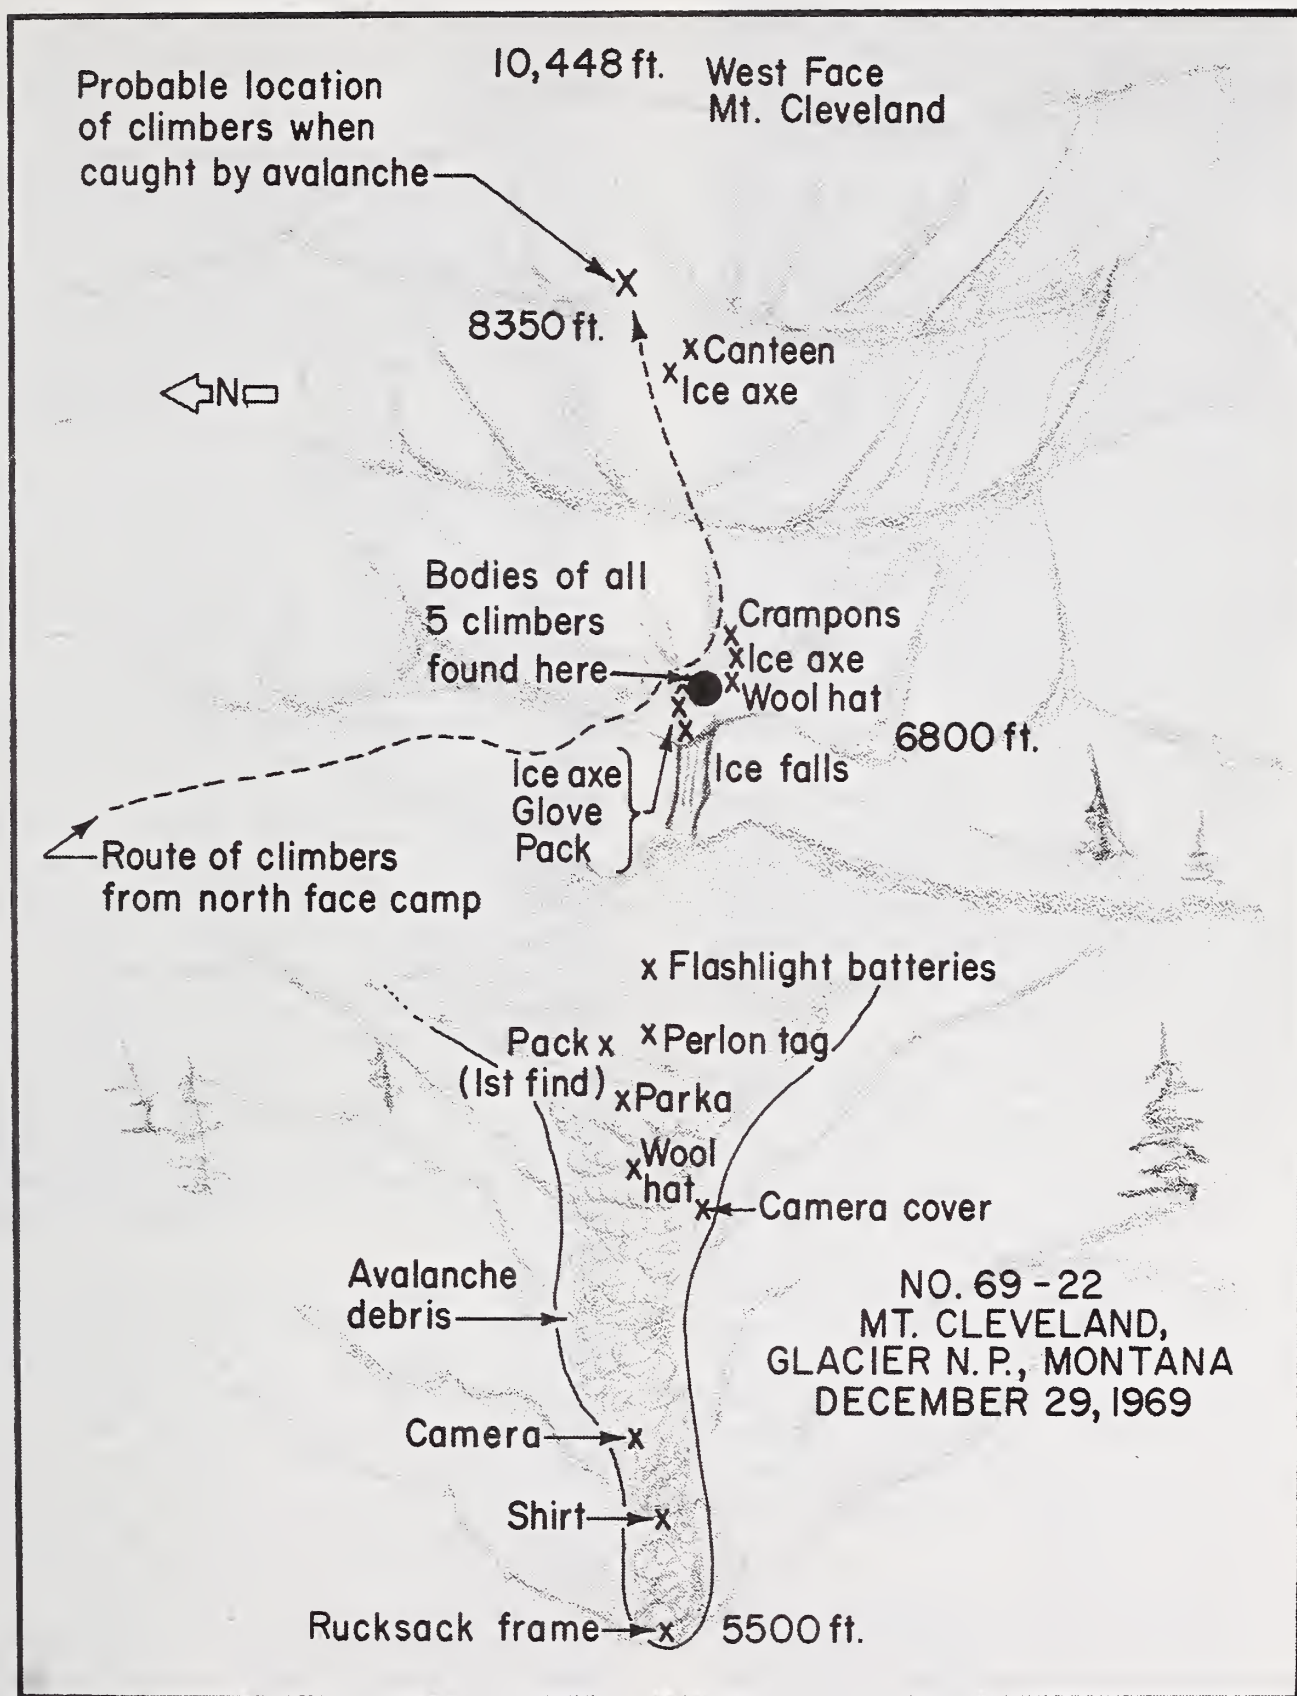 10,448 ft.
West Face
Mt. Cleveland
Probable location
of climbers when
caught by avalanche
X
8350 ft.
x Canteen
x Ice axe
N
Bodies of all
5 climbers
found here
x Crampons
x Ice axe
x Wool hat
x
x
6800 ft.
Ice falls
Ice axe
Glove
Pack
Route of climbers
from north face camp
x Flashlight batteries
Pack x
(1st find)
x Perlon tag
x Parka
x Wool
hat
x Camera cover
Avalanche
debris
NO. 69-22
MT. CLEVELAND,
GLACIER N.P., MONTANA
DECEMBER 29, 1969
Camera x
Shirt x
Rucksack frame x
5500 ft.